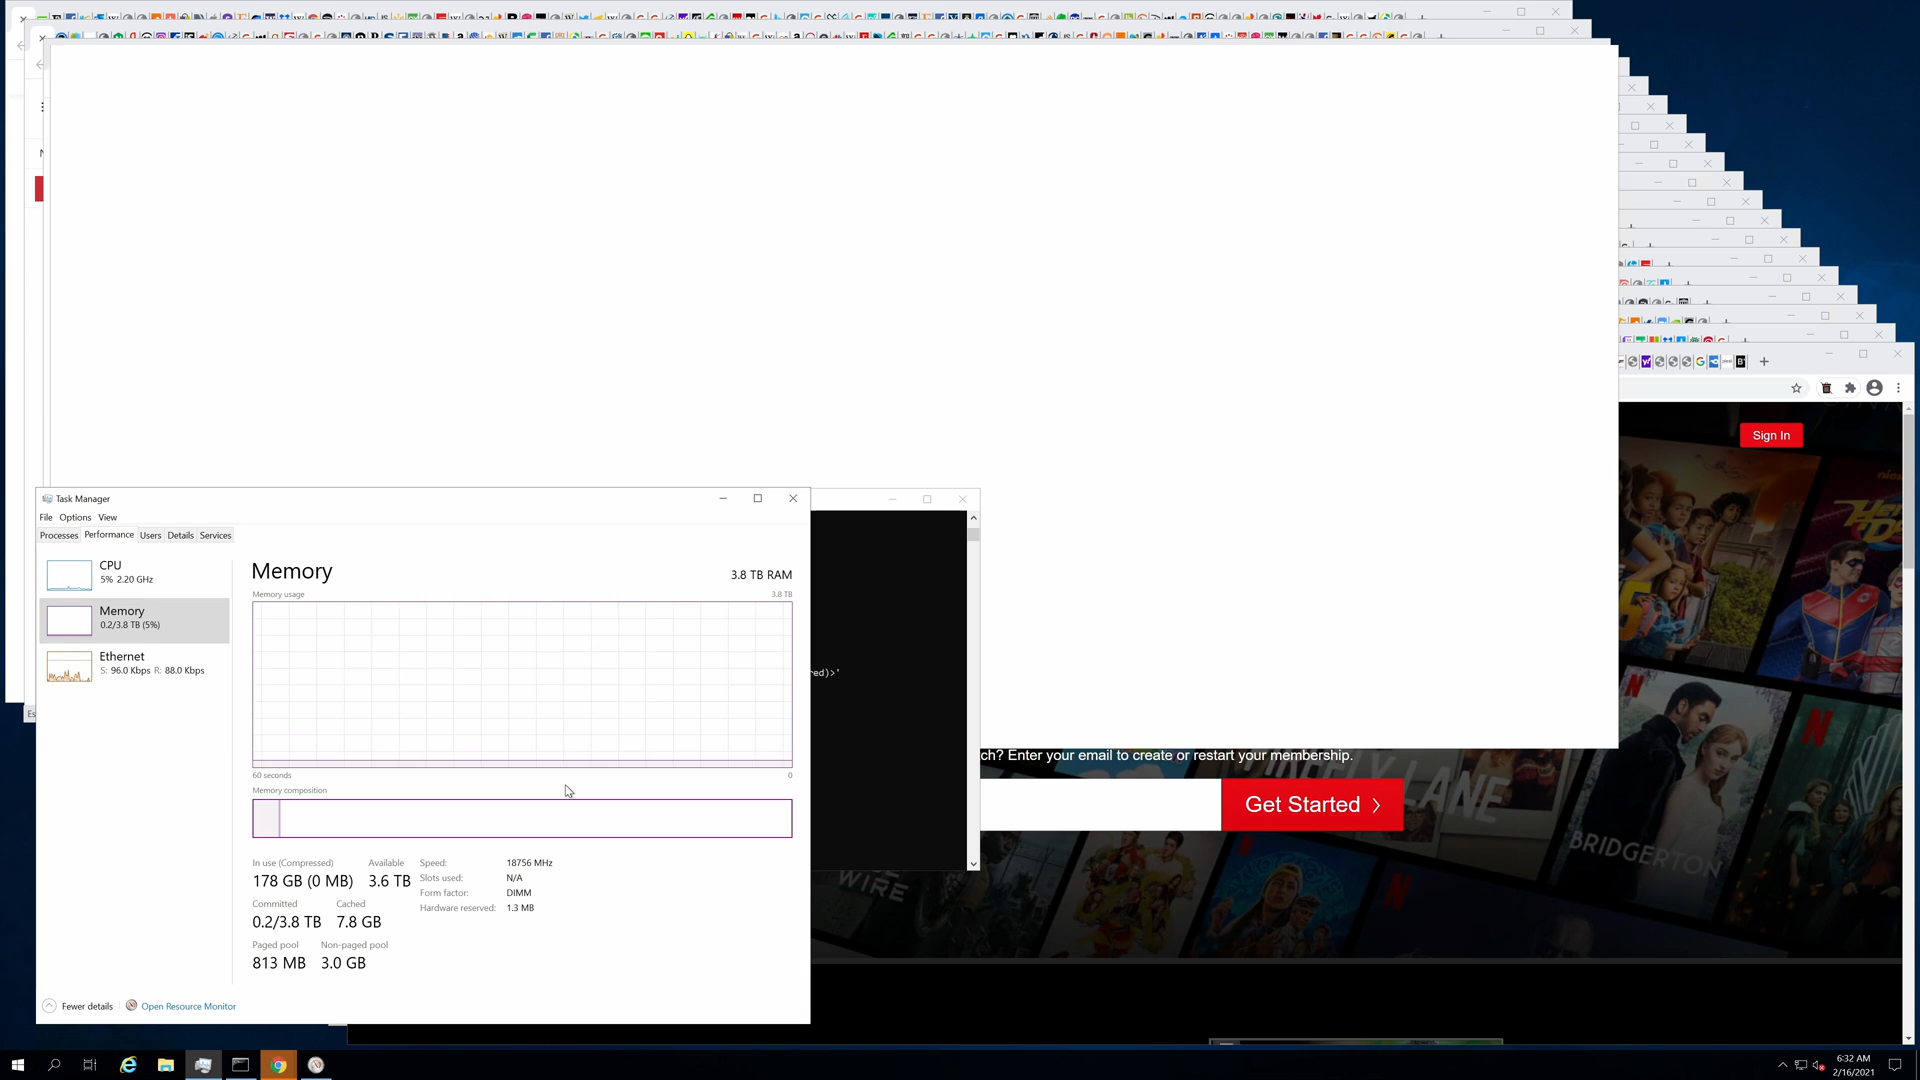 Sign In
Task Manager
File Options View
Processes Performance Users Details Services
CPU
5% 2.20 GHz
Memory
0.2/3.8 TB (5%)
Ethernet
S: 96.0 Kbps R: 88.0 Kbps
Memory 3.8 TB RAM
Memory usage 3.8 TB
60 seconds 0
Memory composition
In use (Compressed) Available
178 GB (0 MB) 3.6 TB
Committed Cached
0.2/3.8 TB 7.8 GB
Paged pool Non-paged pool
813 MB 3.0 GB
Speed: 18756 MHz
Slots used: N/A
Form factor: DIMM
Hardware reserved: 1.3 MB
Fewer details Open Resource Monitor
red)>'
ch? Enter your email to create or restart your membership.
Get Started
LANE
WIRE
BRIDGERTON
6:32 AM
2/16/2021